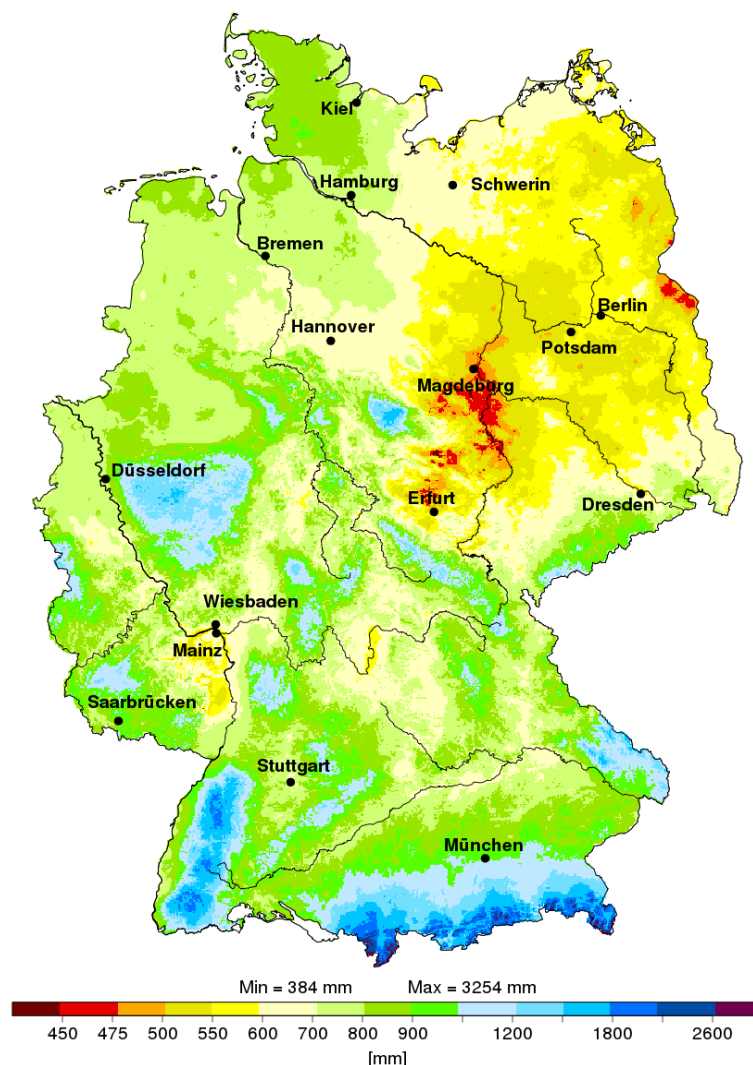 Kiel
Hamburg
Schwerin
Bremen
Berlin
Hannover
Potsdam
Magdeburg
Düsseldorf
Erfurt
Dresden
Wiesbaden
Mainz
Saarbrücken
Stuttgart
München
Min = 384 mm Max = 3254 mm
450 475 500 550 600 700 800 900 1200 1800 2600
[mm]